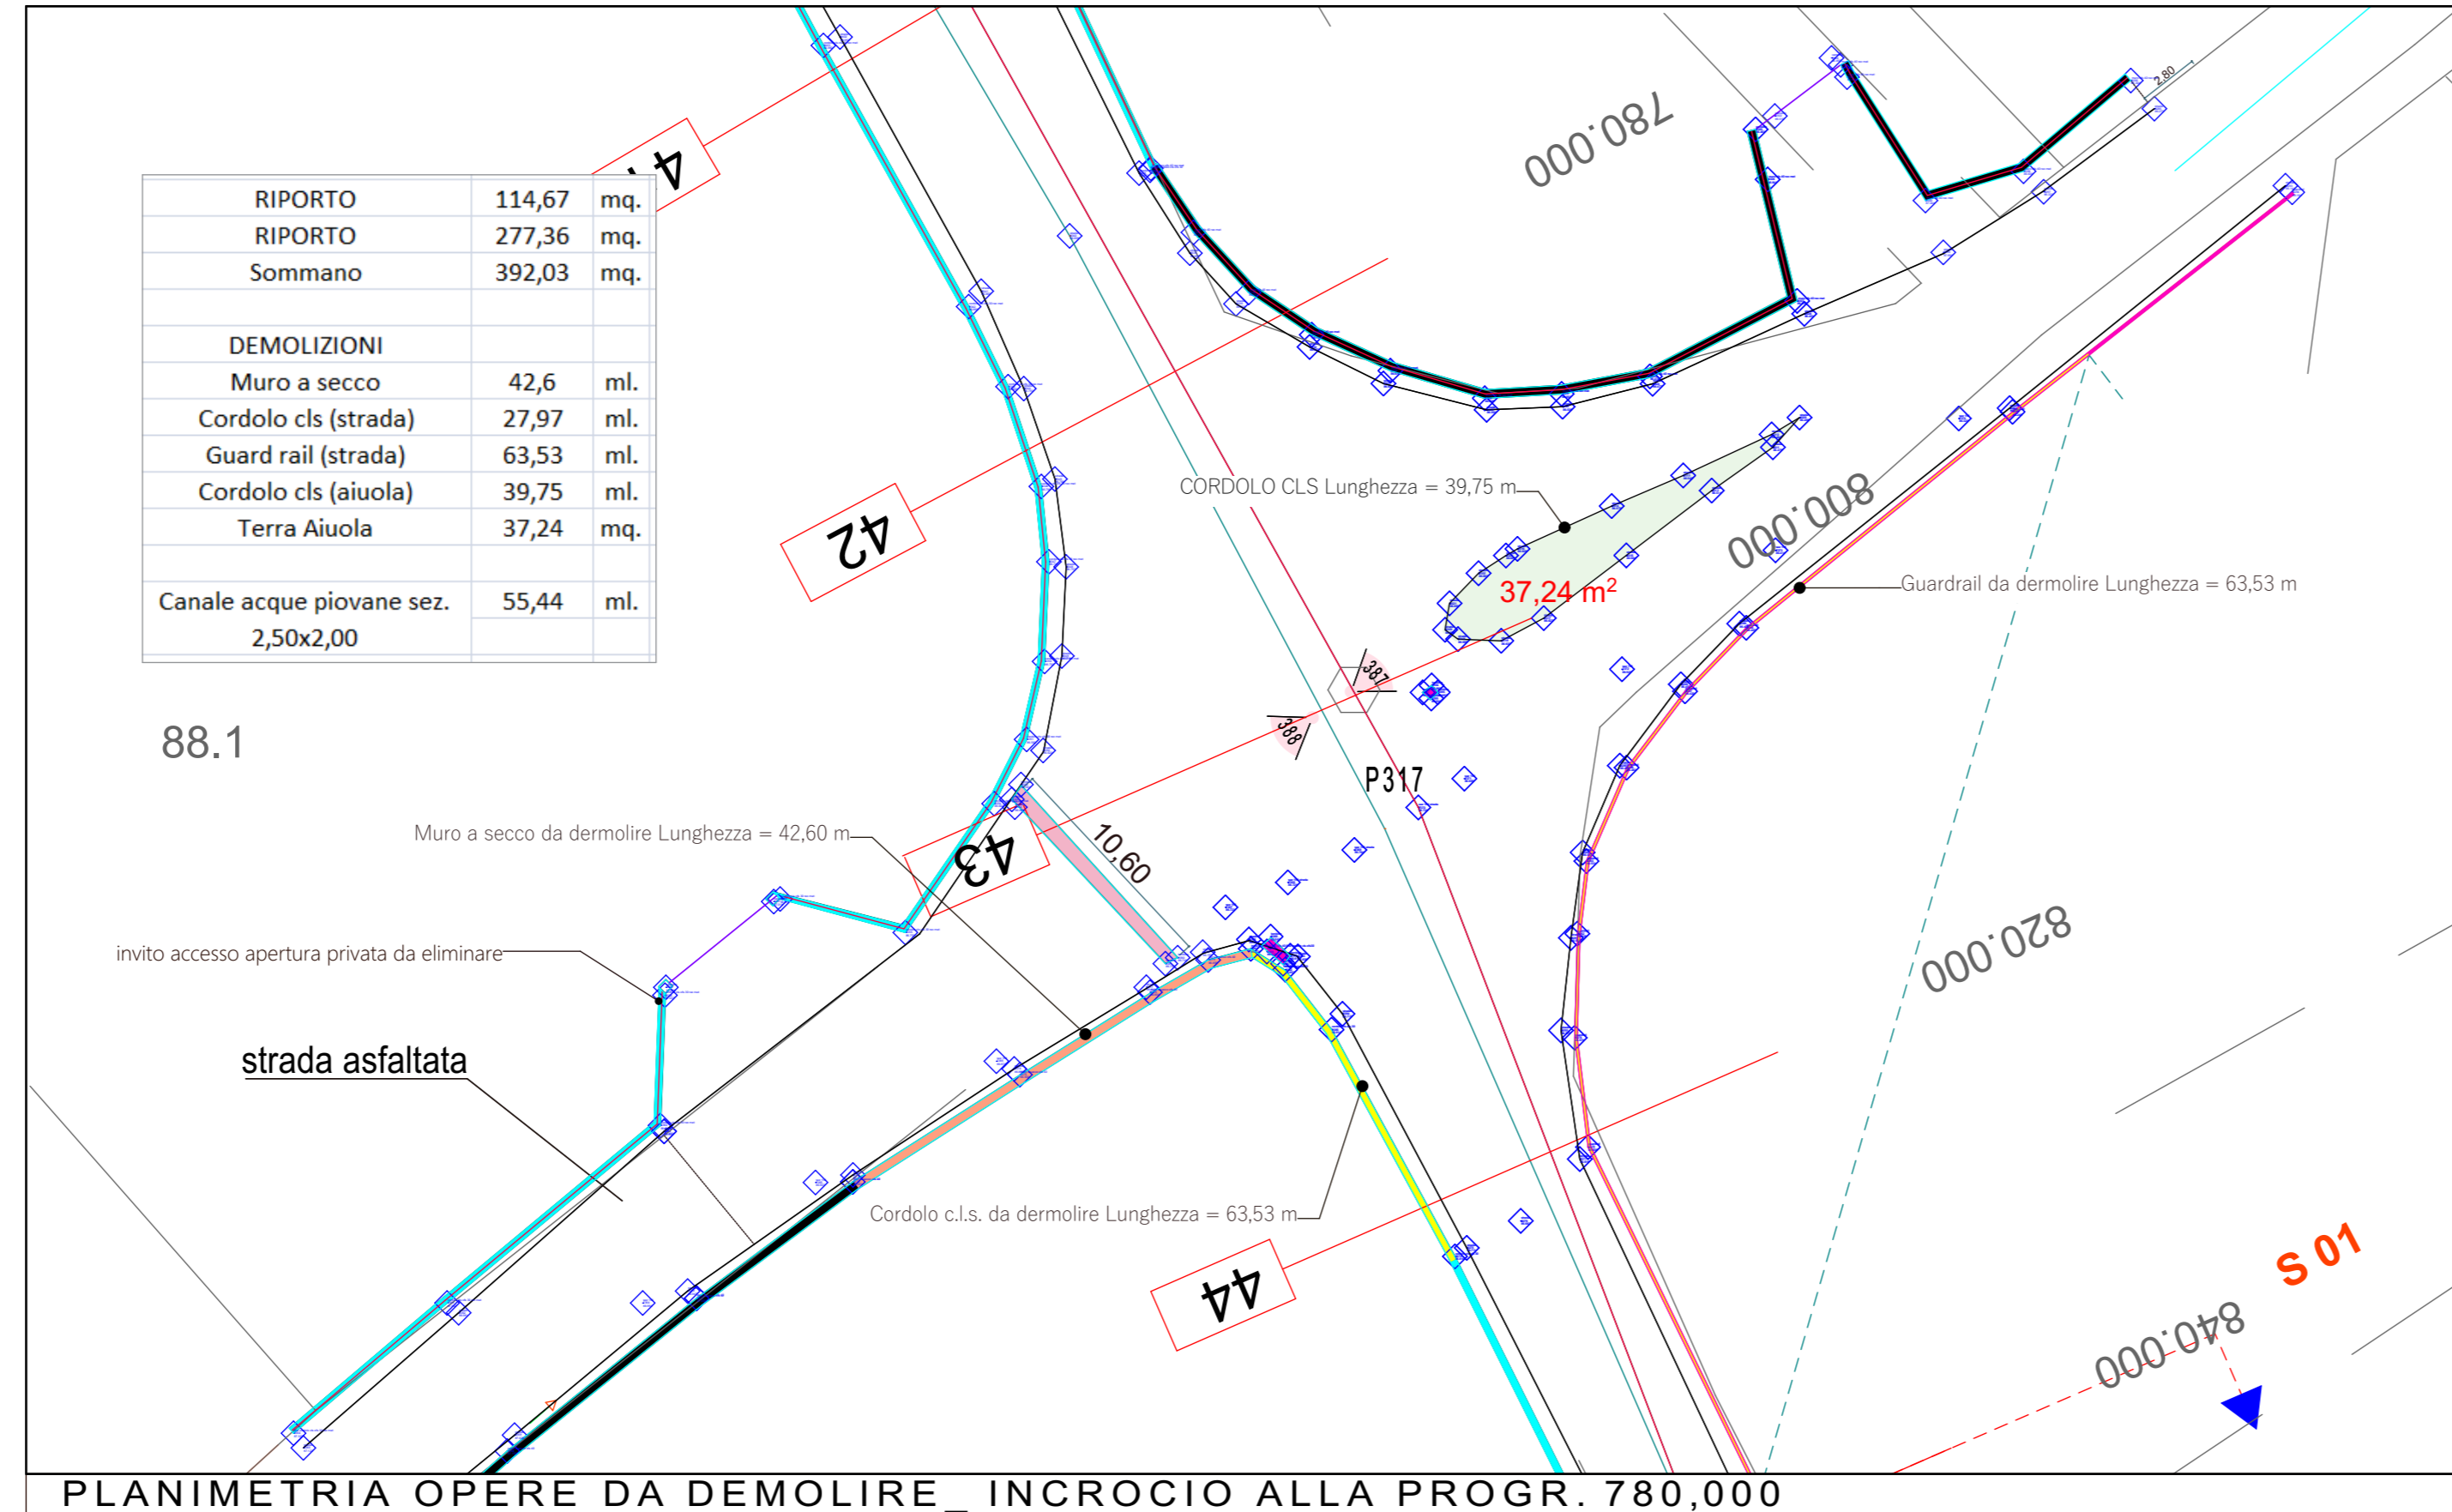 41
780.000
2,80
RIPORTO 114,67 mq.
RIPORTO 277,36 mq.
Sommano 392,03 mq.
DEMOLIZIONI
Muro a secco 42,6 ml.
Cordolo cls (strada) 27,97 ml.
Guard rail (strada) 63,53 ml.
Cordolo cls (aiuola) 39,75 ml.
Terra Aiuola 37,24 mq.
Canale acque piovane sez. 55,44 ml.
2,50x2,00
42
CORDOLO CLS Lunghezza = 39,75 m
800.000
37,24 m²
Guardrail da dermolire Lunghezza = 63,53 m
387
388
88.1
P317
Muro a secco da dermolire Lunghezza = 42,60 m
43
10,60
invito accesso apertura privata da eliminare
820.000
strada asfaltata
Cordolo c.l.s. da dermolire Lunghezza = 63,53 m
44
S 01
840.000
PLANIMETRIA OPERE DA DEMOLIRE_ INCROCIO ALLA PROGR. 780,000